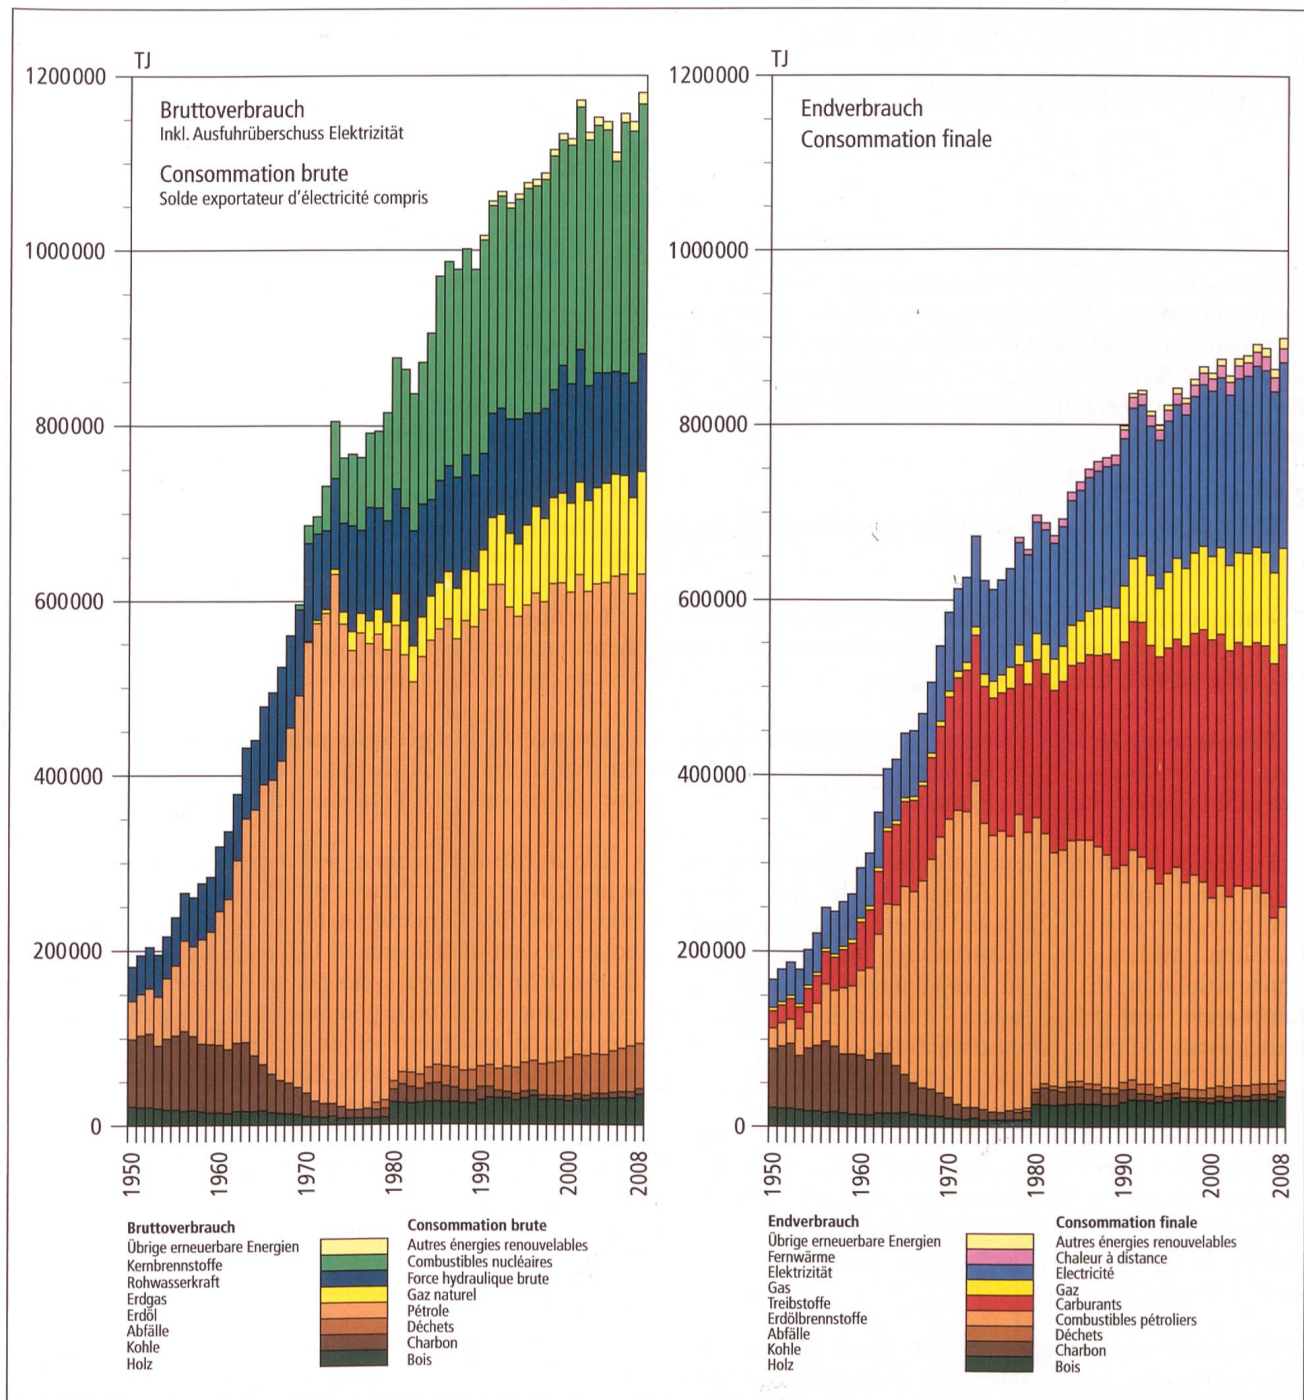 TJ
1200000
1000000
800000
600000
400000
200000
0
Bruttoverbrauch
Inkl. Ausfuhrüberschuss Elektrizität
Consommation brute
Solde exportateur d'électricité compris
1950
1960
1970
1980
1990
2000
2008
Bruttoverbrauch
Übrige erneuerbare Energien
Kernbrennstoffe
Rohwasserkraft
Erdgas
Erdöl
Abfälle
Kohle
Holz
Consommation brute
Autres énergies renouvelables
Combustibles nucléaires
Force hydraulique brute
Gaz naturel
Pétrole
Déchets
Charbon
Bois
TJ
1200000
1000000
800000
600000
400000
200000
0
Endverbrauch
Consommation finale
1950
1960
1970
1980
1990
2000
2008
Endverbrauch
Übrige erneuerbare Energien
Fernwärme
Elektrizität
Gas
Treibstoffe
Erdölbrennstoffe
Abfälle
Kohle
Holz
Consommation finale
Autres énergies renouvelables
Chaleur à distance
Electricité
Gaz
Carburants
Combustibles pétroliers
Déchets
Charbon
Bois